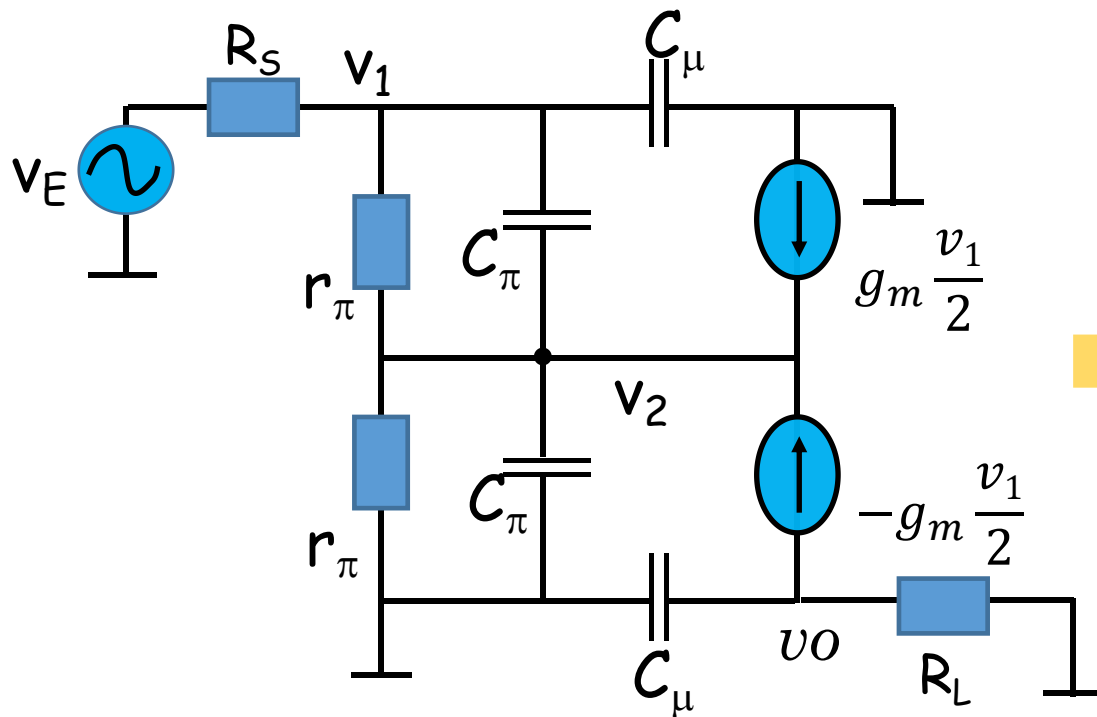 R_S
v_1
C_μ
v_E
r_π
C_π
g_m v_1/2
v_2
r_π
C_π
−g_m v_1/2
C_μ
vo
R_L